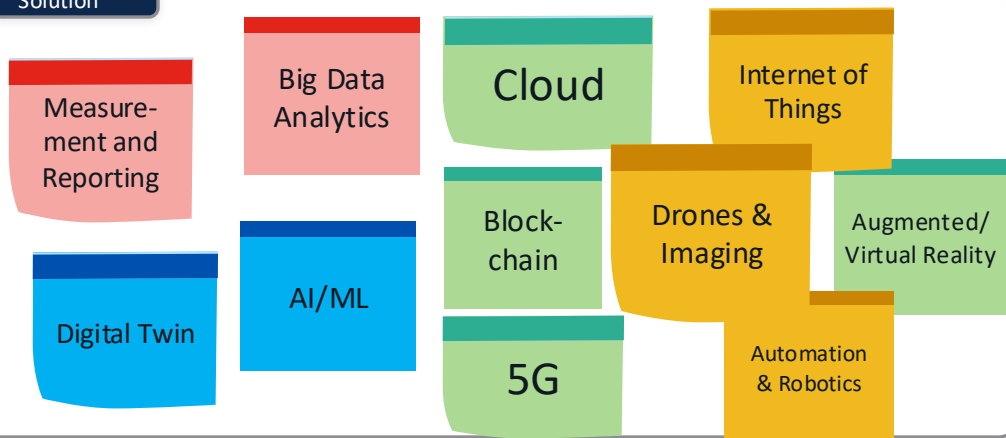 Solution
Measure-
ment and
Reporting
Big Data
Analytics
Cloud
Internet of
Things
Block-
chain
Drones &
Imaging
Augmented/
Virtual Reality
Digital Twin
AI/ML
5G
Automation
& Robotics